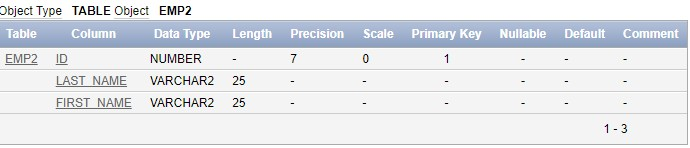 Object Type TABLE Object EMP2
Table Column Data Type Length Precision Scale Primary Key Nullable Default Comment
EMP2 ID NUMBER - 7 0 1 - - -
LAST_NAME VARCHAR2 25 - - - - - -
FIRST_NAME VARCHAR2 25 - - - - - -
1 - 3